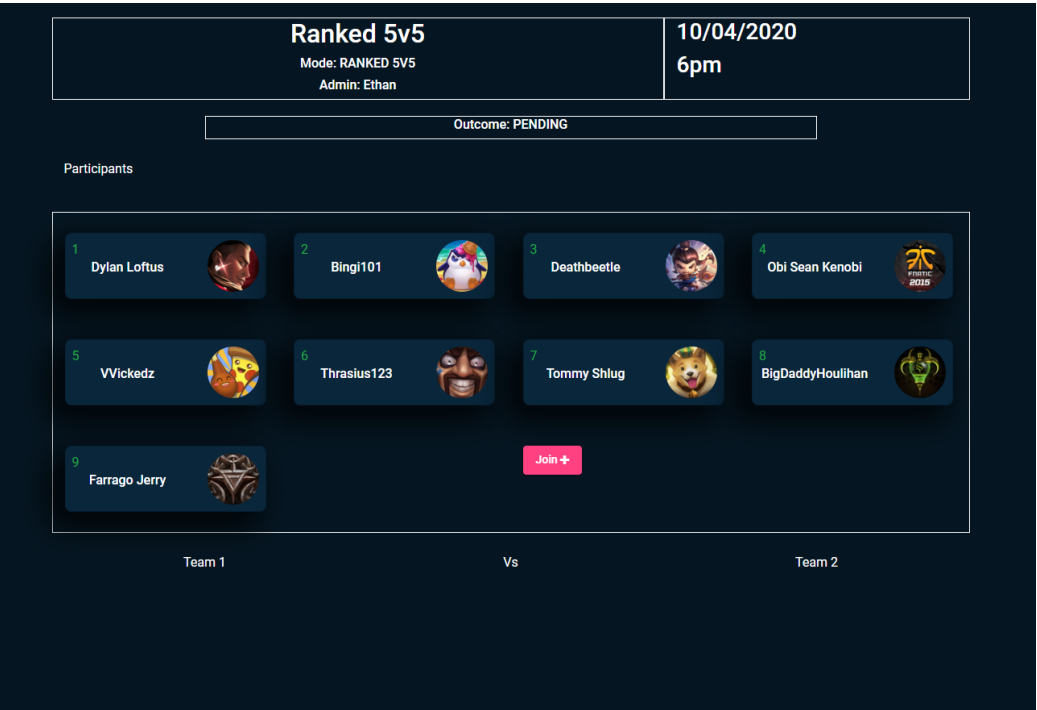 Ranked 5v5
Mode: RANKED 5V5
Admin: Ethan
10/04/2020
6pm
Outcome: PENDING
Participants
1
Dylan Loftus
2
Bingi101
3
Deathbeetle
4
Obi Sean Kenobi
FNATIC
2015
5
VVickedz
6
Thrasius123
7
Tommy Shlug
8
BigDaddyHoulihan
9
Farrago Jerry
Join +
Team 1
Vs
Team 2